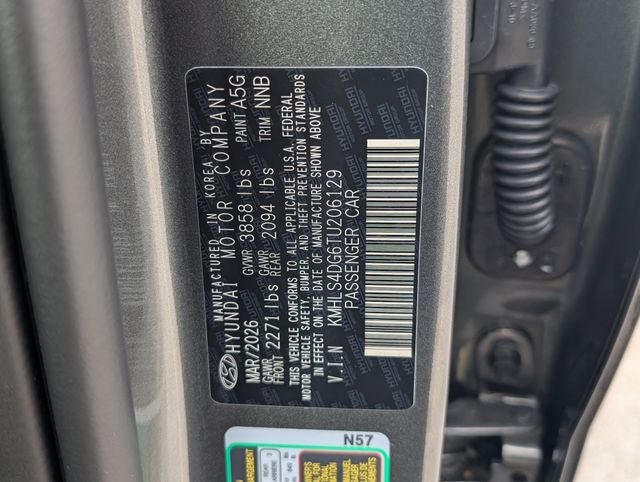 MANUFACTURED IN KOREA BY
HYUNDAI MOTOR COMPANY
MAR/2026 GVWR 3858 lbs PAINT A5G
GAWR FRONT 2271 lbs GAWR REAR 2094 lbs TRIM NNB
THIS VEHICLE CONFORMS TO ALL APPLICABLE U.S.A. FEDERAL
MOTOR VEHICLE SAFETY, BUMPER, AND THEFT PREVENTION STANDARDS
IN EFFECT ON THE DATE OF MANUFACTURE SHOWN ABOVE
V.I.N KMHLS4DG6TU206129
PASSENGER CAR
N57